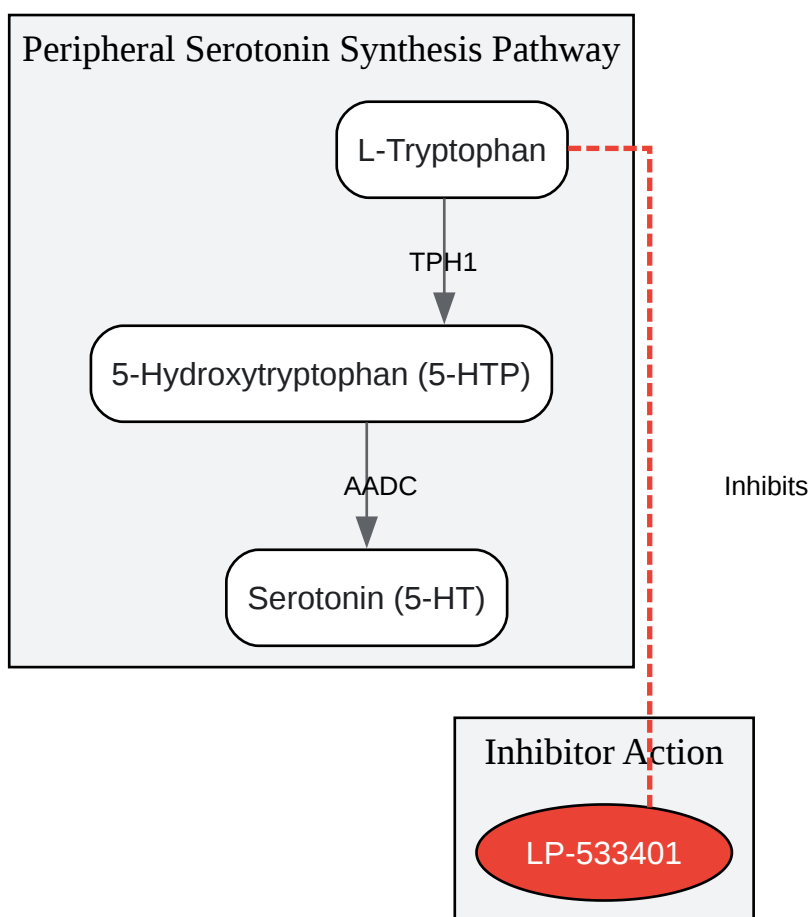 Peripheral Serotonin Synthesis Pathway
L-Tryptophan
TPH1
5-Hydroxytryptophan (5-HTP)
AADC
Inhibits
Serotonin (5-HT)
Inhibitor Action
LP-533401